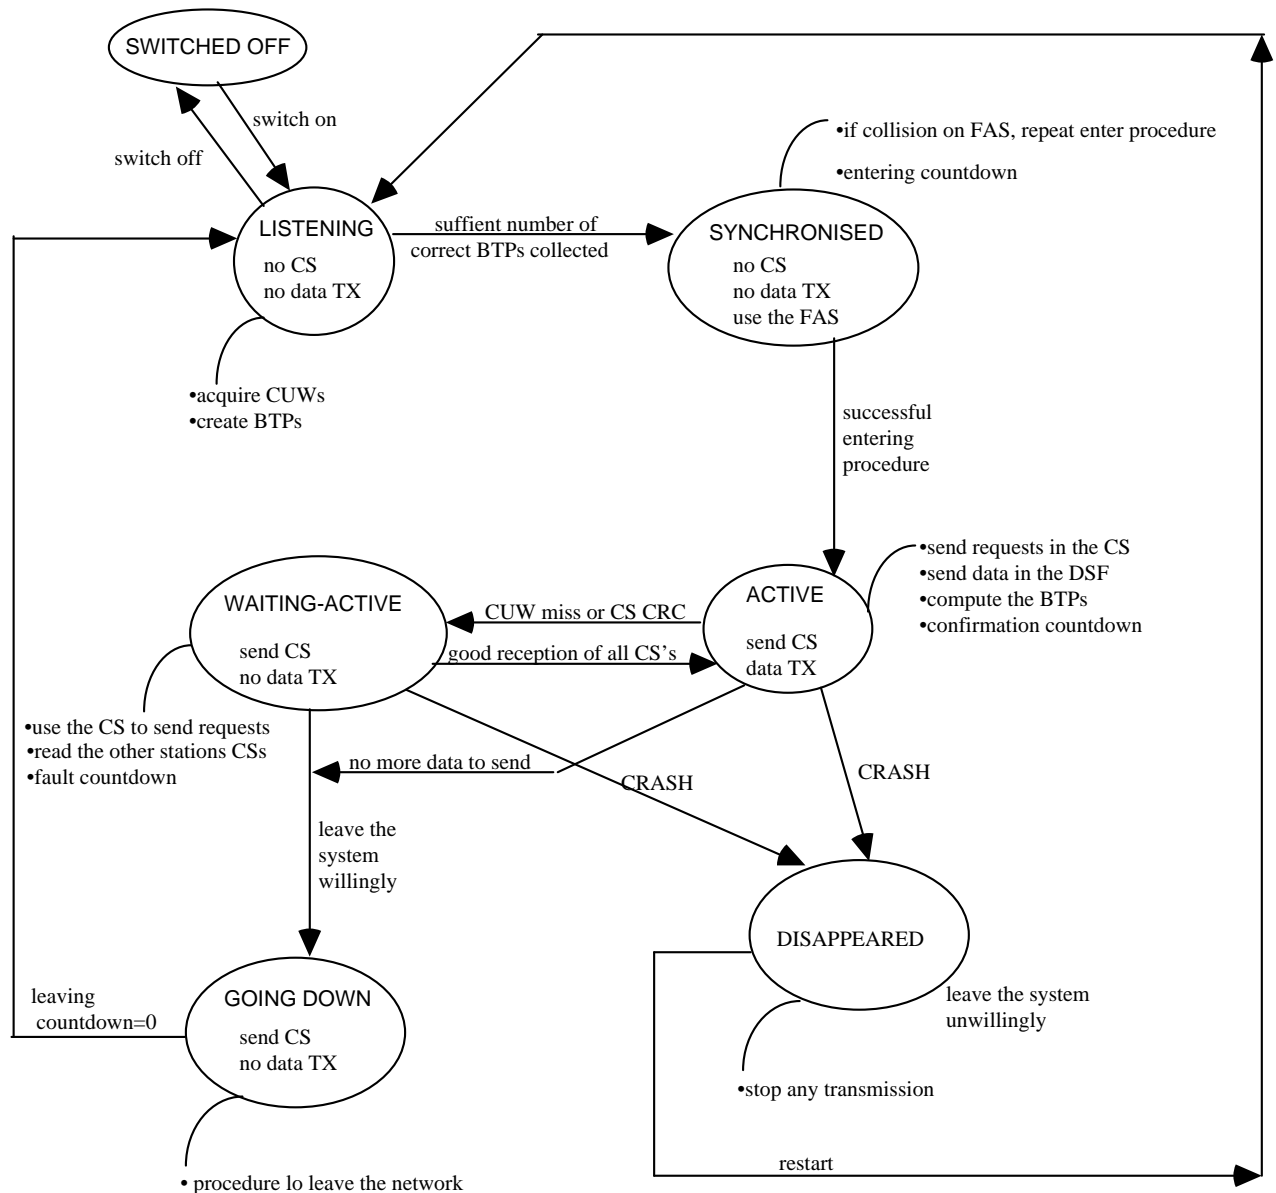 SWITCHED OFF
switch on
switch off
•if collision on FAS, repeat enter procedure
•entering countdown
LISTENING
no CS
no data TX
suffient number of
correct BTPs collected
SYNCHRONISED
no CS
no data TX
use the FAS
•acquire CUWs
•create BTPs
successful
entering
procedure
•send requests in the CS
•send data in the DSF
•compute the BTPs
•confirmation countdown
WAITING-ACTIVE
send CS
no data TX
CUW miss or CS CRC
good reception of all CS's
ACTIVE
send CS
data TX
•use the CS to send requests
•read the other stations CSs
•fault countdown
no more data to send
CRASH
CRASH
leave the
system
willingly
DISAPPEARED
leave the system
unwillingly
leaving
countdown=0
GOING DOWN
send CS
no data TX
•stop any transmission
restart
• procedure lo leave the network